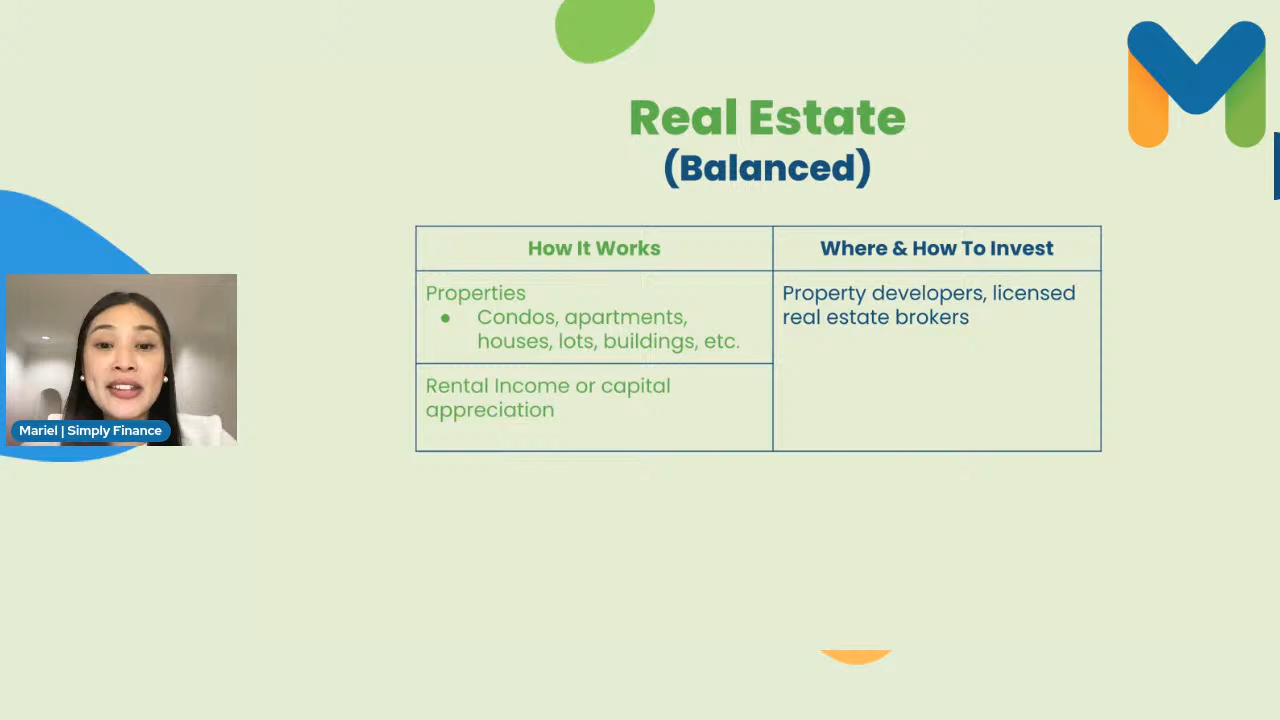 Real Estate
(Balanced)
How It Works
Where & How To Invest
Properties
● Condos, apartments,
houses, lots, buildings, etc.
Property developers, licensed
real estate brokers
Rental Income or capital
appreciation
Mariel | Simply Finance